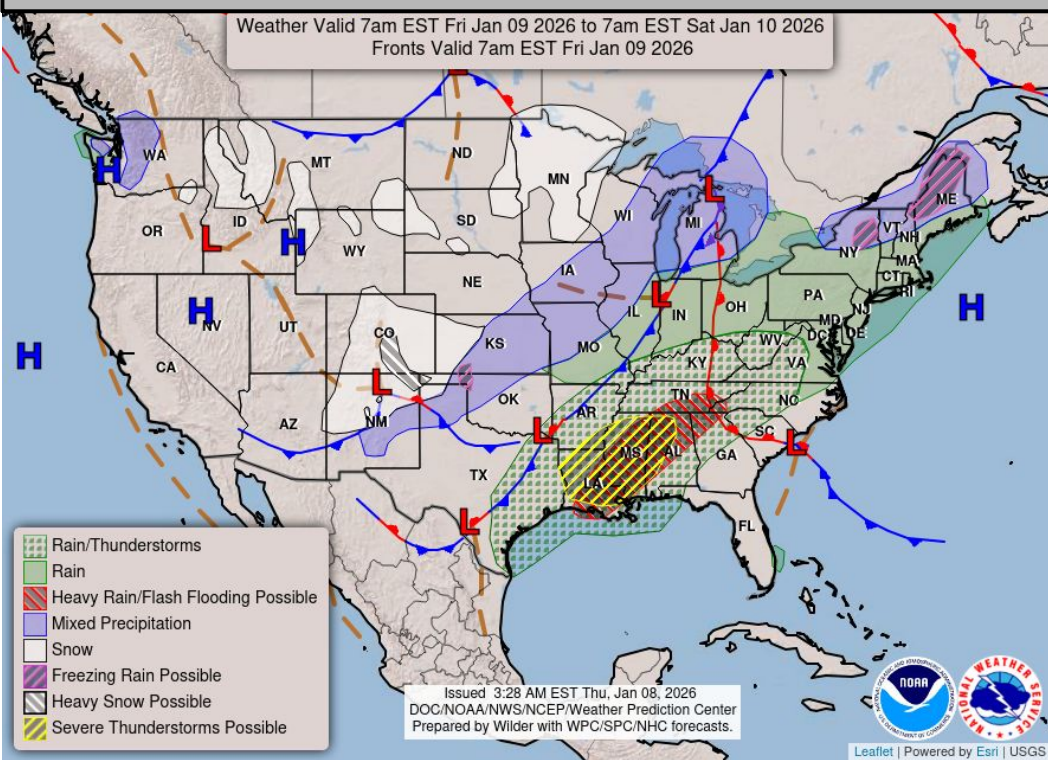 Weather Valid 7am EST Fri Jan 09 2026 to 7am EST Sat Jan 10 2026
Fronts Valid 7am EST Fri Jan 09 2026
L
WA
H
MT
ND
MN
OR
ID
L
H
WY
SD
WI
MI
L
ME
VT
NH
NY
MA
CT
RI
H
NV
UT
CO
NE
IA
IL
L
IN
OH
PA
NJ
MD
DE
DC
H
H
CA
AZ
L
NM
KS
OK
MO
KY
WV
VA
TN
NC
SC
L
AR
L
TX
MS
AL
GA
LA
L
FL
Rain/Thunderstorms
Rain
Heavy Rain/Flash Flooding Possible
Mixed Precipitation
Snow
Freezing Rain Possible
Heavy Snow Possible
Severe Thunderstorms Possible
Issued 3:28 AM EST Thu, Jan 08, 2026
DOC/NOAA/NWS/NCEP/Weather Prediction Center
Prepared by Wilder with WPC/SPC/NHC forecasts.
NOAA
NATIONAL WEATHER SERVICE
Leaflet | Powered by Esri | USGS